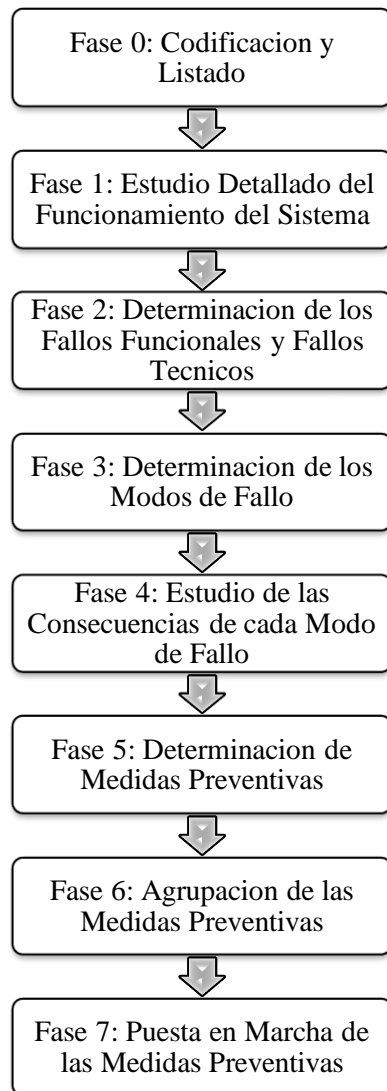 Fase 0: Codificacion y
Listado
Fase 1: Estudio Detallado del
Funcionamiento del Sistema
Fase 2: Determinacion de los
Fallos Funcionales y Fallos
Tecnicos
Fase 3: Determinacion de los
Modos de Fallo
Fase 4: Estudio de las
Consecuencias de cada Modo
de Fallo
Fase 5: Determinacion de
Medidas Preventivas
Fase 6: Agrupacion de las
Medidas Preventivas
Fase 7: Puesta en Marcha de
las Medidas Preventivas